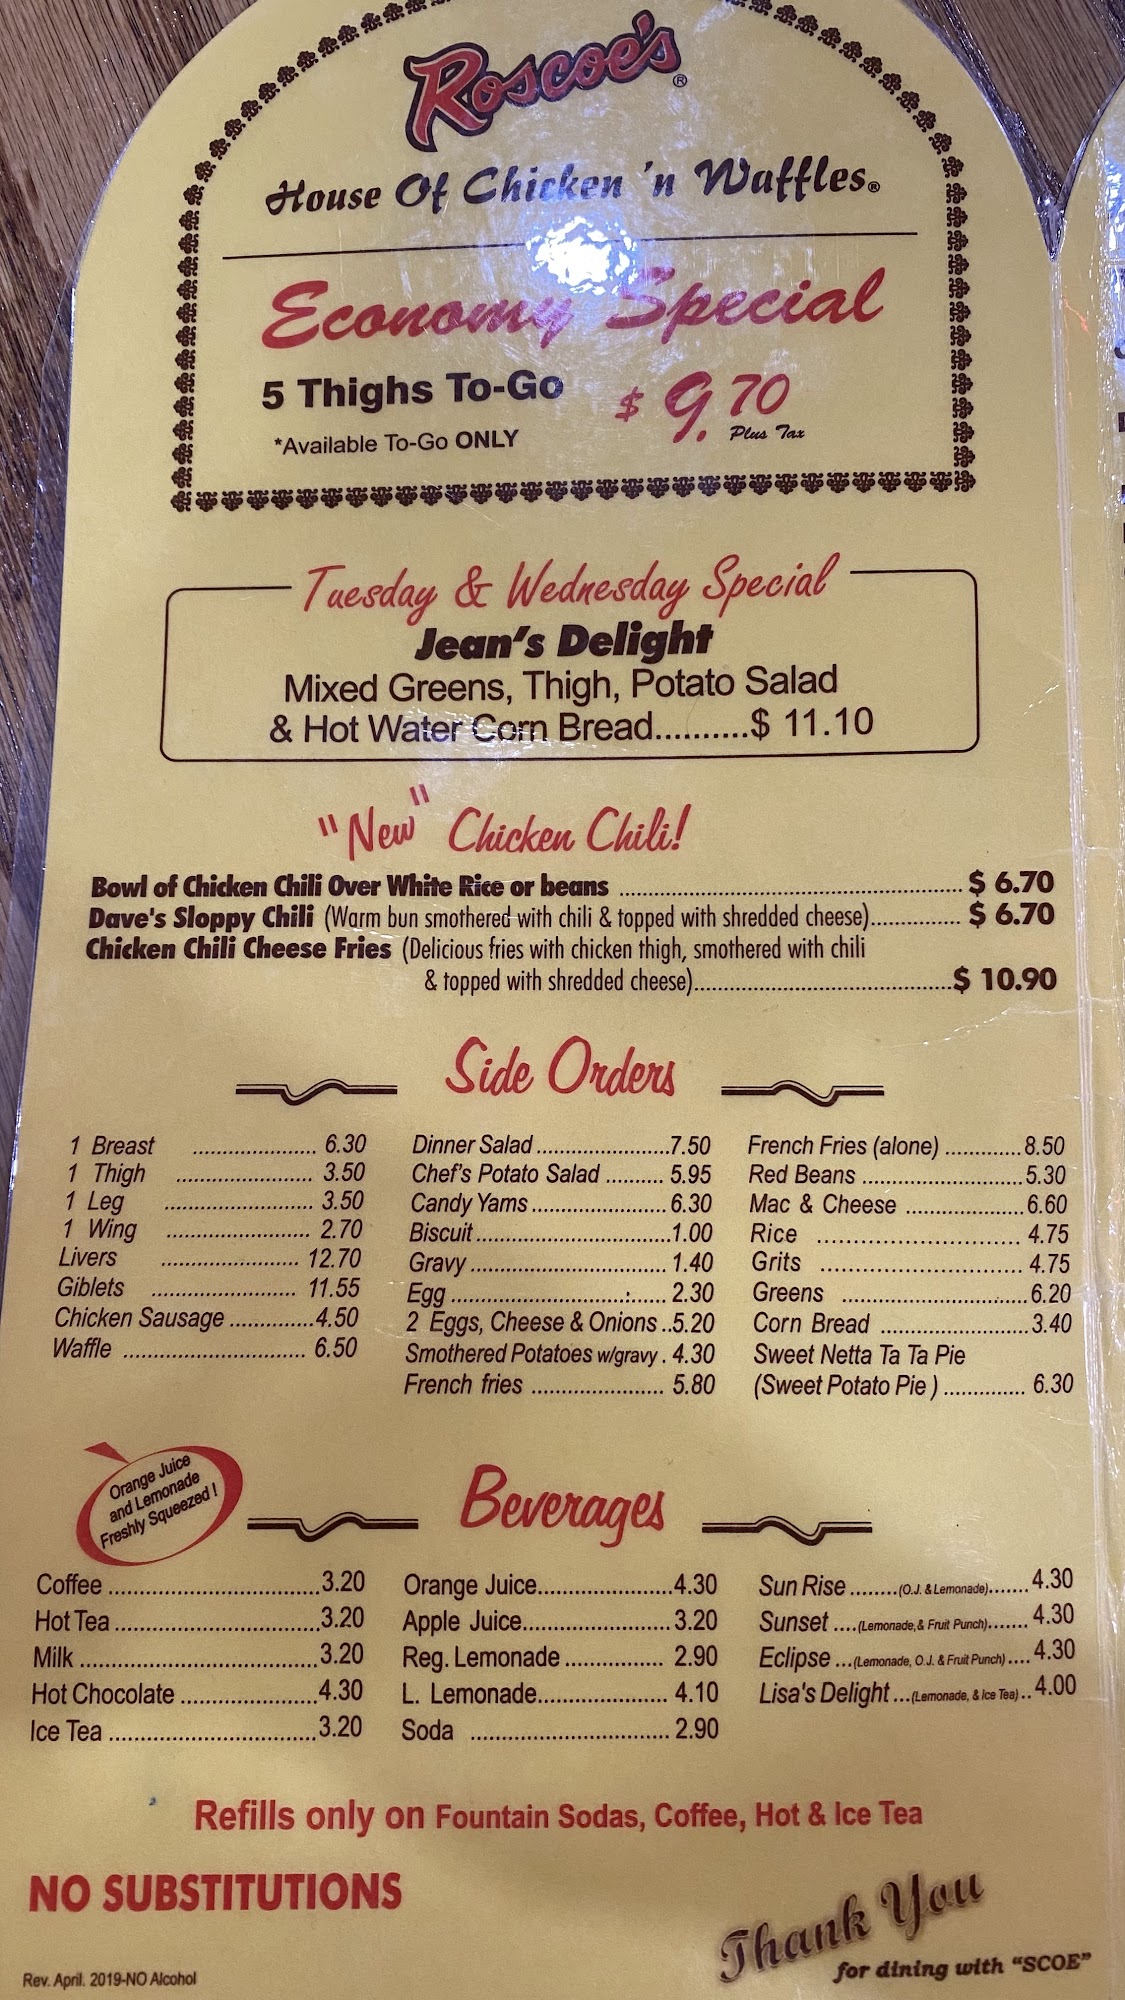 Roscoe's®
House Of Chicken 'n Waffles®
Economy Special
5 Thighs To-Go $ 9.70
*Available To-Go ONLY Plus Tax
Tuesday & Wednesday Special
Jean's Delight
Mixed Greens, Thigh, Potato Salad
& Hot Water Corn Bread..........$ 11.10
"New" Chicken Chili!
Bowl of Chicken Chili Over White Rice or beans ........ $ 6.70
Dave's Sloppy Chili (Warm bun smothered with chili & topped with shredded cheese)........ $ 6.70
Chicken Chili Cheese Fries (Delicious fries with chicken thigh, smothered with chili
& topped with shredded cheese)........$ 10.90
Side Orders
1 Breast ........ 6.30
1 Thigh ........ 3.50
1 Leg ........ 3.50
1 Wing ........ 2.70
Livers ........ 12.70
Giblets ........ 11.55
Chicken Sausage ........4.50
Waffle ........ 6.50
Dinner Salad ........7.50
Chef's Potato Salad ........ 5.95
Candy Yams........ 6.30
Biscuit ........1.00
Gravy ........ 1.40
Egg ........ 2.30
2 Eggs, Cheese & Onions ..5.20
Smothered Potatoes w/gravy . 4.30
French fries ........ 5.80
French Fries (alone) ........8.50
Red Beans ........5.30
Mac & Cheese ........6.60
Rice ........ 4.75
Grits ........ 4.75
Greens ........6.20
Corn Bread ........3.40
Sweet Netta Ta Ta Pie
(Sweet Potato Pie ) ........ 6.30
Orange Juice
and Lemonade
Freshly Squeezed !
Beverages
Coffee ........3.20
Hot Tea ........3.20
Milk ........3.20
Hot Chocolate ........4.30
Ice Tea ........3.20
Orange Juice........4.30
Apple Juice........3.20
Reg. Lemonade ........ 2.90
L. Lemonade........ 4.10
Soda ........ 2.90
Sun Rise ........(O.J. & Lemonade)....... 4.30
Sunset ....(Lemonade,& Fruit Punch)....... 4.30
Eclipse ...(Lemonade, O.J. & Fruit Punch) .... 4.30
Lisa's Delight ...(Lemonade, & Ice Tea) .. 4.00
Refills only on Fountain Sodas, Coffee, Hot & Ice Tea
NO SUBSTITUTIONS
Thank You
for dining with "SCOE"
Rev. April. 2019-NO Alcohol